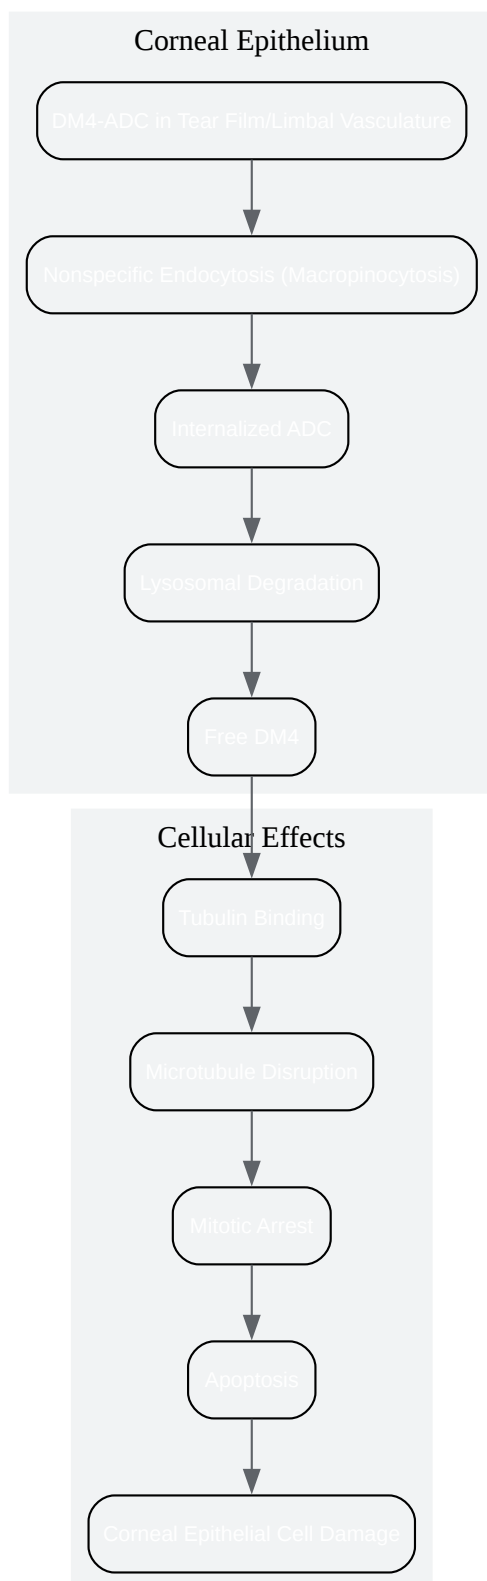 Corneal Epithelium
DM4-ADC in Tear Film/Limbal Vasculature
Nonspecific Endocytosis (Macropinocytosis)
Internalized ADC
Lysosomal Degradation
Free DM4
Cellular Effects
Tubulin Binding
Microtubule Disruption
Mitotic Arrest
Apoptosis
Corneal Epithelial Cell Damage